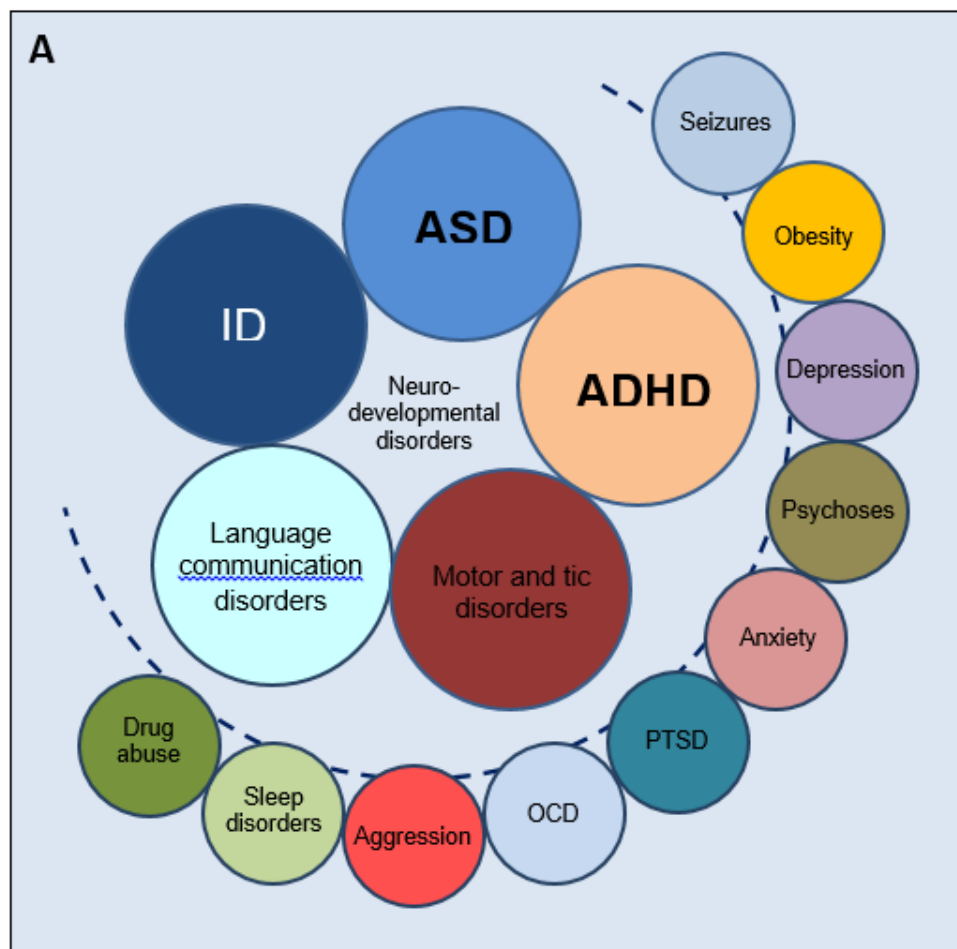 A
Seizures
ASD
Obesity
ID
Neuro-
developmental
disorders
ADHD
Depression
Psychoses
Language
communication
disorders
Motor and tic
disorders
Anxiety
Drug
abuse
PTSD
Sleep
disorders
Aggression
OCD